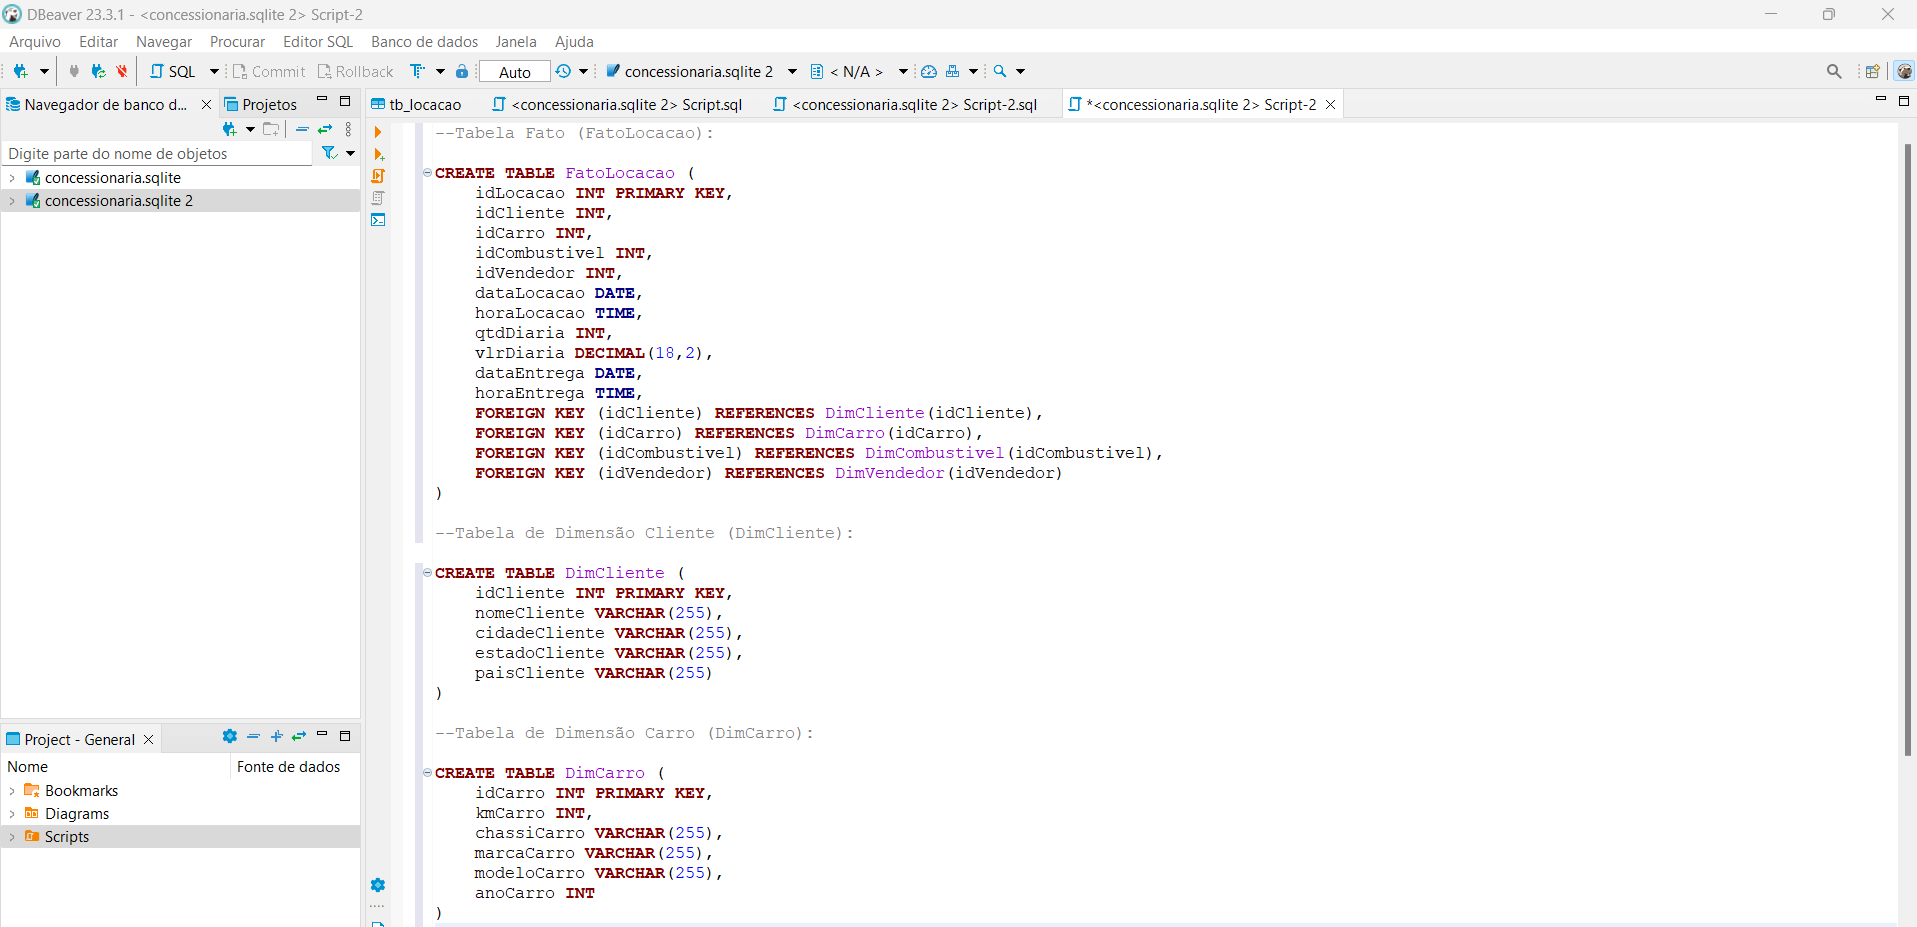 DBeaver 23.3.1 - <concessionaria.sqlite 2> Script-2
Arquivo Editar Navegar Procurar Editor SQL Banco de dados Janela Ajuda
SQL Commit Rollback Auto concessionaria.sqlite 2 < N/A >
Navegador de banco d... Projetos
tb_locacao <concessionaria.sqlite 2> Script.sql <concessionaria.sqlite 2> Script-2.sql *<concessionaria.sqlite 2> Script-2
Digite parte do nome de objetos
concessionaria.sqlite
concessionaria.sqlite 2
Project - General
Nome Fonte de dados
Bookmarks
Diagrams
Scripts
--Tabela Fato (FatoLocacao):
CREATE TABLE FatoLocacao (
idLocacao INT PRIMARY KEY,
idCliente INT,
idCarro INT,
idCombustivel INT,
idVendedor INT,
dataLocacao DATE,
horaLocacao TIME,
qtdDiaria INT,
vlrDiaria DECIMAL(18,2),
dataEntrega DATE,
horaEntrega TIME,
FOREIGN KEY (idCliente) REFERENCES DimCliente(idCliente),
FOREIGN KEY (idCarro) REFERENCES DimCarro(idCarro),
FOREIGN KEY (idCombustivel) REFERENCES DimCombustivel(idCombustivel),
FOREIGN KEY (idVendedor) REFERENCES DimVendedor(idVendedor)
)
--Tabela de Dimensão Cliente (DimCliente):
CREATE TABLE DimCliente (
idCliente INT PRIMARY KEY,
nomeCliente VARCHAR(255),
cidadeCliente VARCHAR(255),
estadoCliente VARCHAR(255),
paisCliente VARCHAR(255)
)
--Tabela de Dimensão Carro (DimCarro):
CREATE TABLE DimCarro (
idCarro INT PRIMARY KEY,
kmCarro INT,
chassiCarro VARCHAR(255),
marcaCarro VARCHAR(255),
modeloCarro VARCHAR(255),
anoCarro INT
)